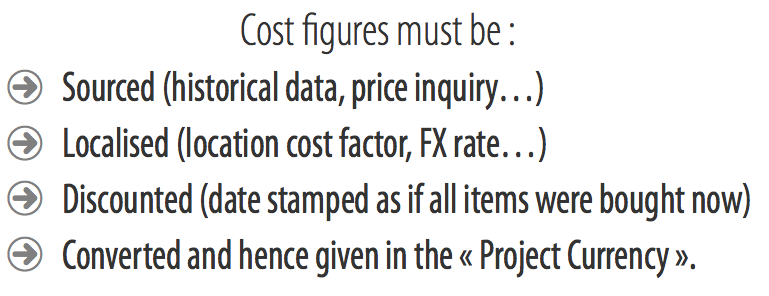 Cost figures must be :
Sourced (historical data, price inquiry…)
Localised (location cost factor, FX rate…)
Discounted (date stamped as if all items were bought now)
Converted and hence given in the « Project Currency ».